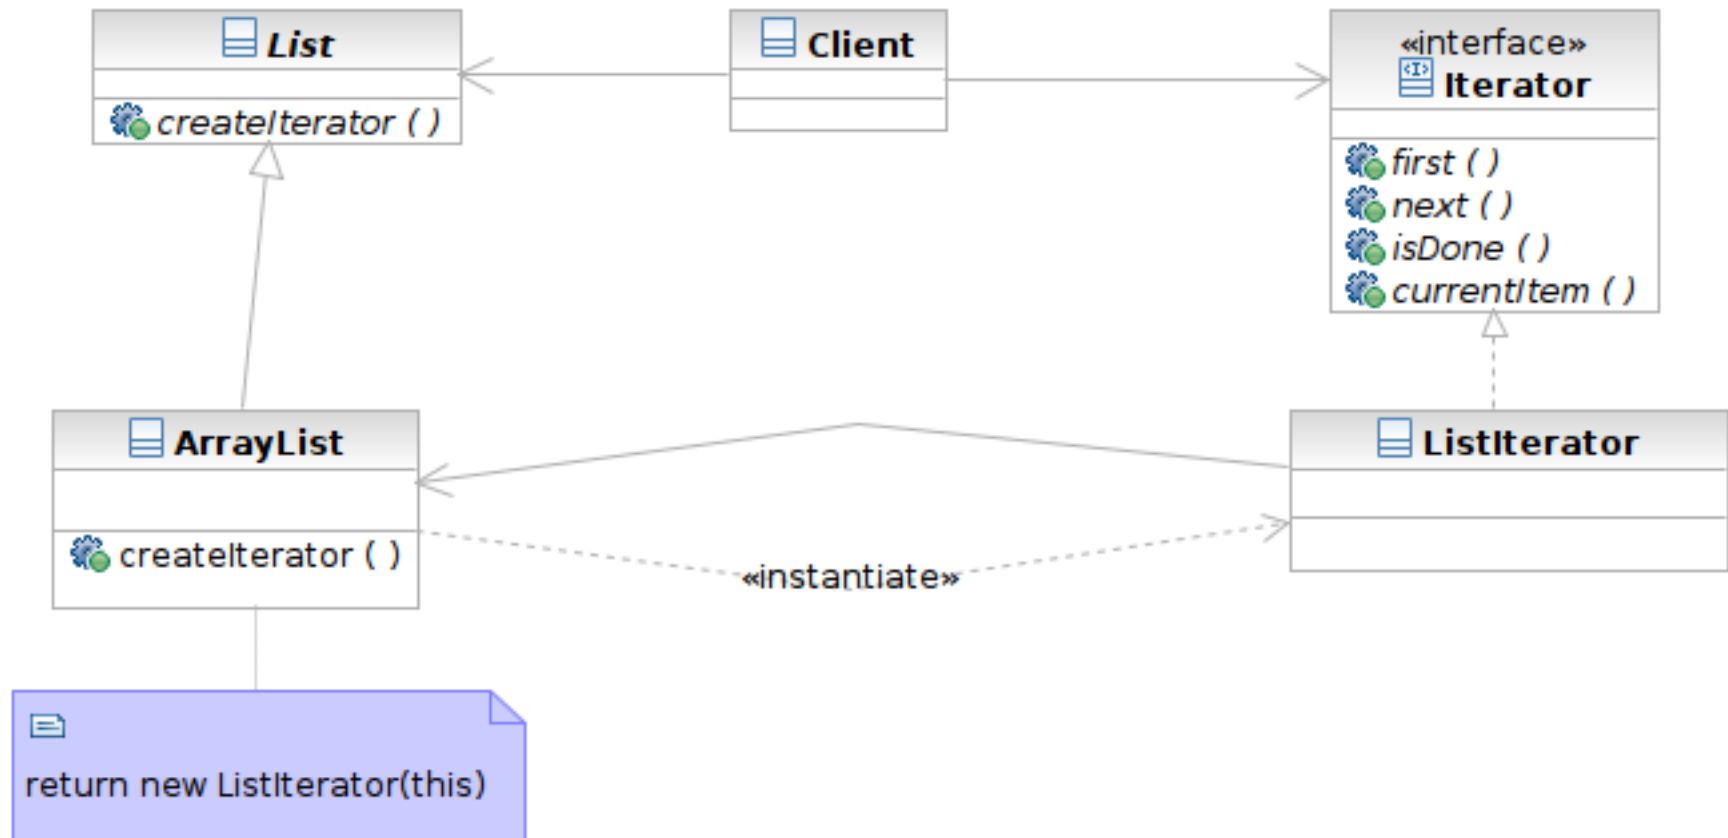 List
createIterator ( )
Client
«interface»
Iterator
first ( )
next ( )
isDone ( )
currentItem ( )
ArrayList
createIterator ( )
ListIterator
«instantiate»
return new ListIterator(this)